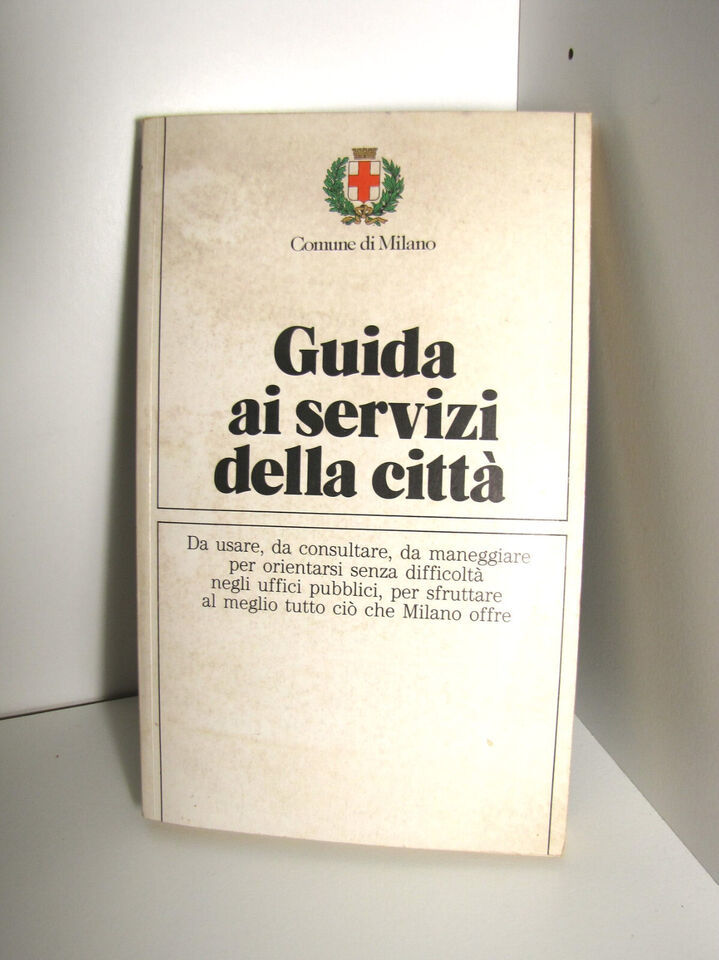 Comune di Milano
Guida
ai servizi
della città
Da usare, da consultare, da maneggiare
per orientarsi senza difficoltà
negli uffici pubblici, per sfruttare
al meglio tutto ciò che Milano offre